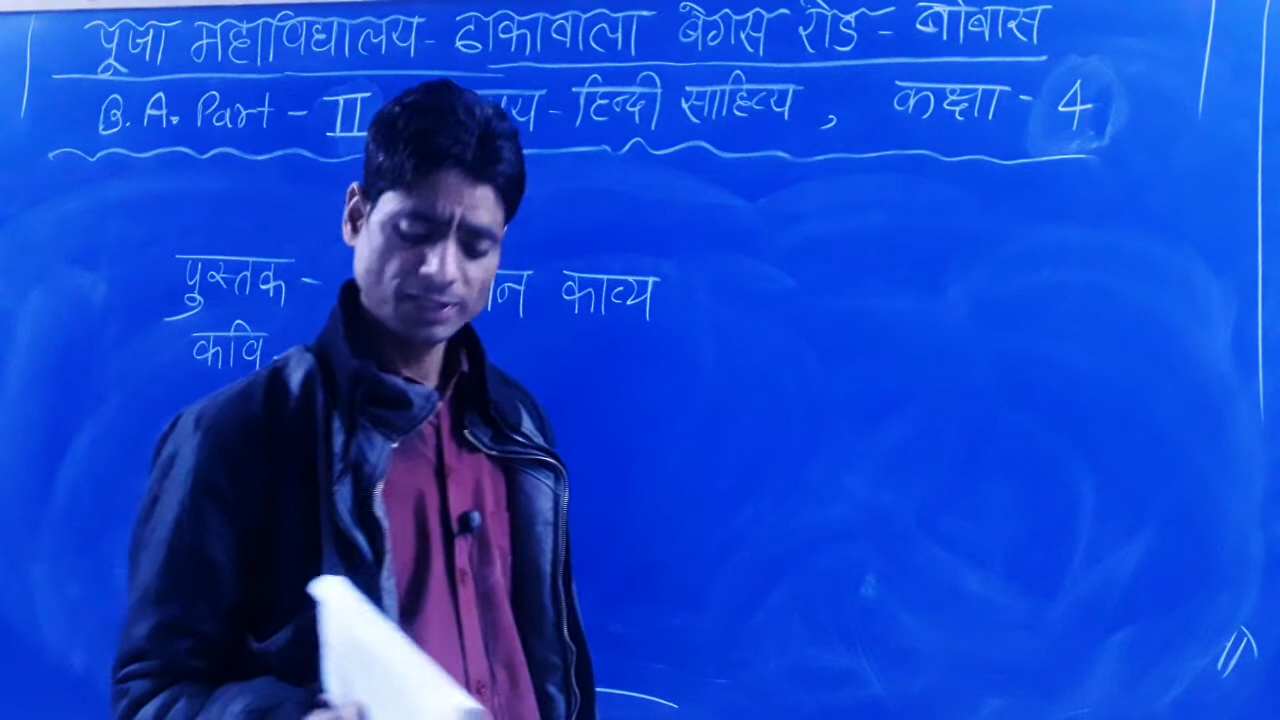 पूजा महाविद्यालय - ढाकावाला बेगस रोड - बोबास
B. A. Part - II य - हिन्दी साहित्य , कक्षा - 4
पुस्तक - न काव्य
कवि -